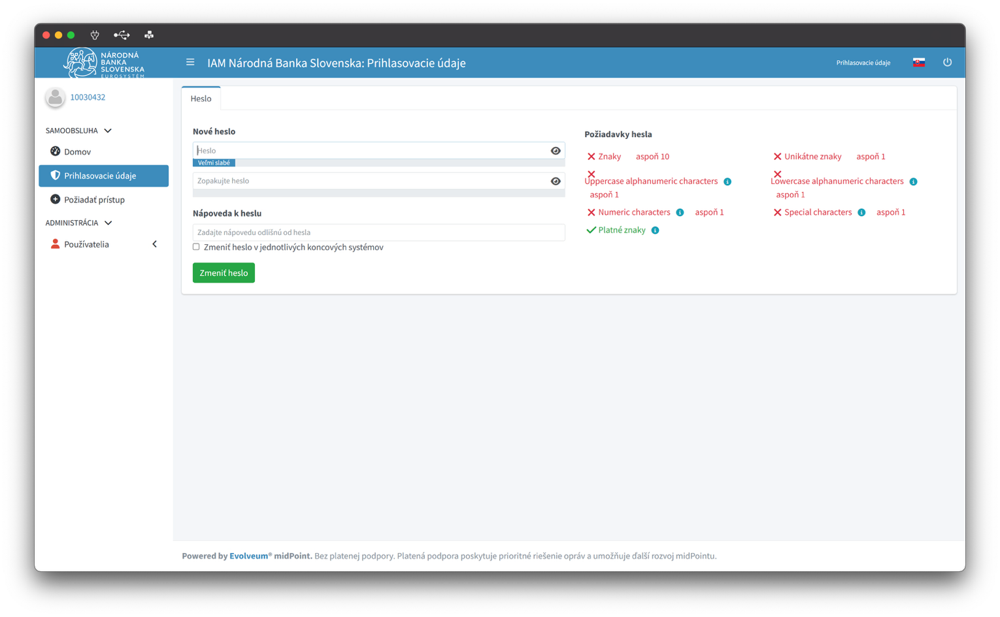 NÁRODNÁ
BANKA
SLOVENSKA
EUROSYSTÉM
IAM Národná Banka Slovenska: Prihlasovacie údaje
Prihlasovacie údaje
10030432
SAMOOBSLUHA
Domov
Prihlasovacie údaje
Požiadať prístup
ADMINISTRÁCIA
Používatelia
Heslo
Nové heslo
Heslo
Veľmi slabé
Zopakujte heslo
Nápoveda k heslu
Zadajte nápovedu odlišnú od hesla
Zmeniť heslo v jednotlivých koncových systémov
Zmeniť heslo
Požiadavky hesla
Znaky aspoň 10
Unikátne znaky aspoň 1
Uppercase alphanumeric characters
aspoň 1
Lowercase alphanumeric characters
aspoň 1
Numeric characters aspoň 1
Special characters aspoň 1
Platné znaky
Powered by Evolveum® midPoint. Bez platenej podpory. Platená podpora poskytuje prioritné riešenie opráv a umožňuje ďalší rozvoj midPointu.